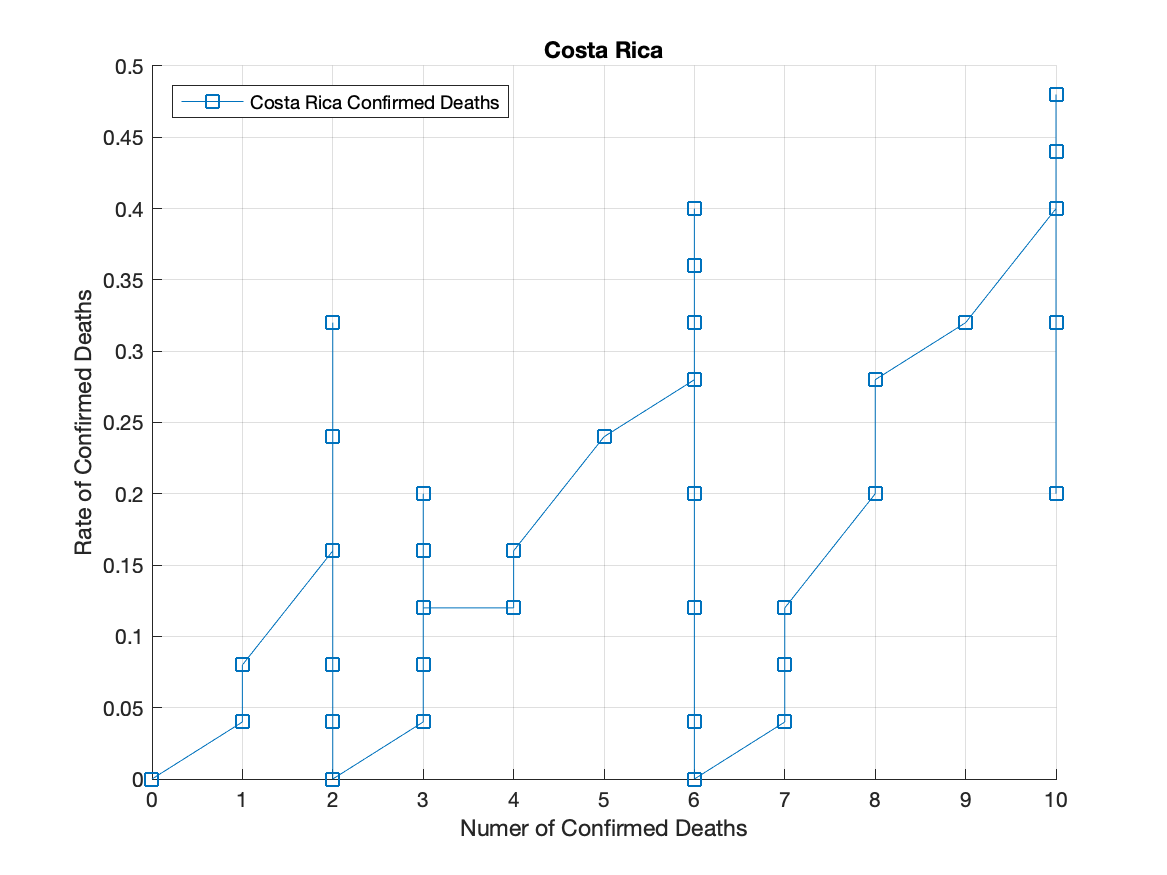 Costa Rica
Costa Rica Confirmed Deaths
0.5
0.45
0.4
0.35
0.3
0.25
0.2
0.15
0.1
0.05
0
Rate of Confirmed Deaths
0 1 2 3 4 5 6 7 8 9 10
Numer of Confirmed Deaths